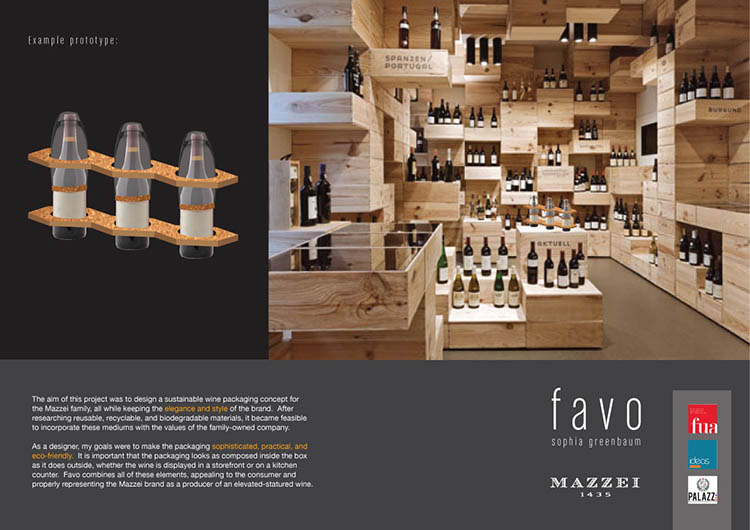 Example prototype:
SPANIEN/
PORTUGAL
BURGUND
AKTUELL
The aim of this project was to design a sustainable wine packaging concept for
the Mazzei family, all while keeping the elegance and style of the brand.  After
researching reusable, recyclable, and biodegradable materials, it became feasible
to incorporate these mediums with the values of the family-owned company.
As a designer, my goals were to make the packaging sophisticated, practical, and
eco-friendly.  It is important that the packaging looks as composed inside the box
as it does outside, whether the wine is displayed in a storefront or on a kitchen
counter.  Favo combines all of these elements, appealing to the consumer and
properly representing the Mazzei brand as a producer of an elevated-statured wine.
favo
sophia greenbaum
MAZZEI
1435
fua
ideas
PALAZZI